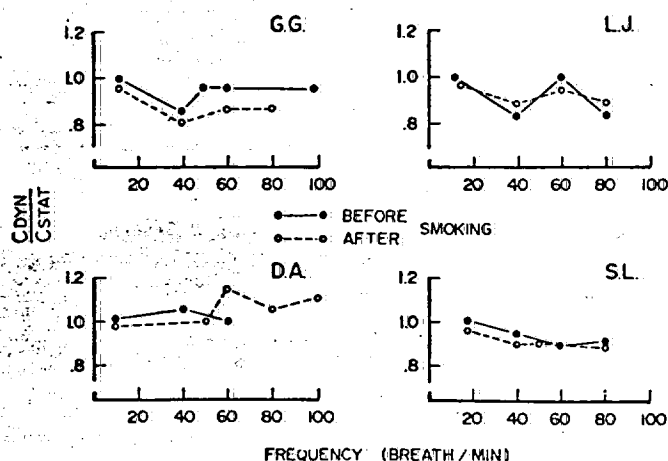 G.G.
L.J.
1.2
1.0
.8
1.2
1.0
.8
20 40 60 80 100
20 40 60 80 100
CDYN
CSTAT
BEFORE
AFTER
SMOKING
D.A.
S.L.
1.2
1.0
.8
1.2
1.0
.8
20 40 60 80 100
20 40 60 80 100
FREQUENCY (BREATH/MIN)